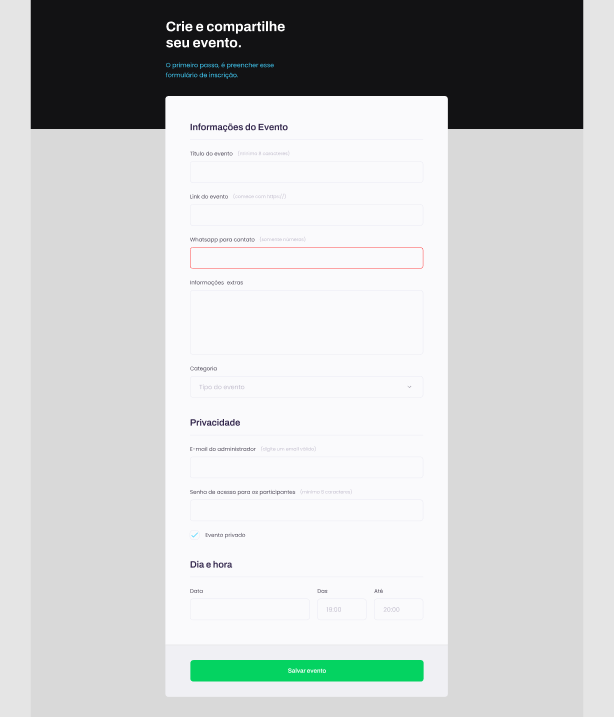 Crie e compartilhe
seu evento.
O primeiro passo, é preencher esse
formulário de inscrição.
Informações do Evento
Título do evento (mínimo 6 caracteres)
Link do evento (comece com https://)
Whatsapp para contato (somente números)
Informações extras
Categoria
Tipo do evento
Privacidade
E-mail do administrador (digite um email válido)
Senha de acesso para os participantes (mínimo 8 caracteres)
Evento privado
Dia e hora
Data Das Até
19:00 20:00
Salvar evento